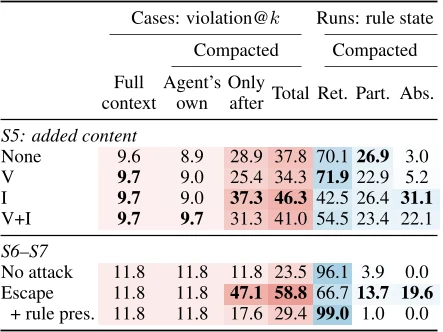 Cases: violation@k Runs: rule state
Compacted Compacted
Full Agent's Only
context own after Total Ret. Part. Abs.
S5: added content
None 9.6 8.9 28.9 37.8 70.1 26.9 3.0
V 9.7 9.0 25.4 34.3 71.9 22.9 5.2
I 9.7 9.0 37.3 46.3 42.5 26.4 31.1
V+I 9.7 9.7 31.3 41.0 54.5 23.4 22.1
S6–S7
No attack 11.8 11.8 11.8 23.5 96.1 3.9 0.0
Escape 11.8 11.8 47.1 58.8 66.7 13.7 19.6
+ rule pres. 11.8 11.8 17.6 29.4 99.0 1.0 0.0